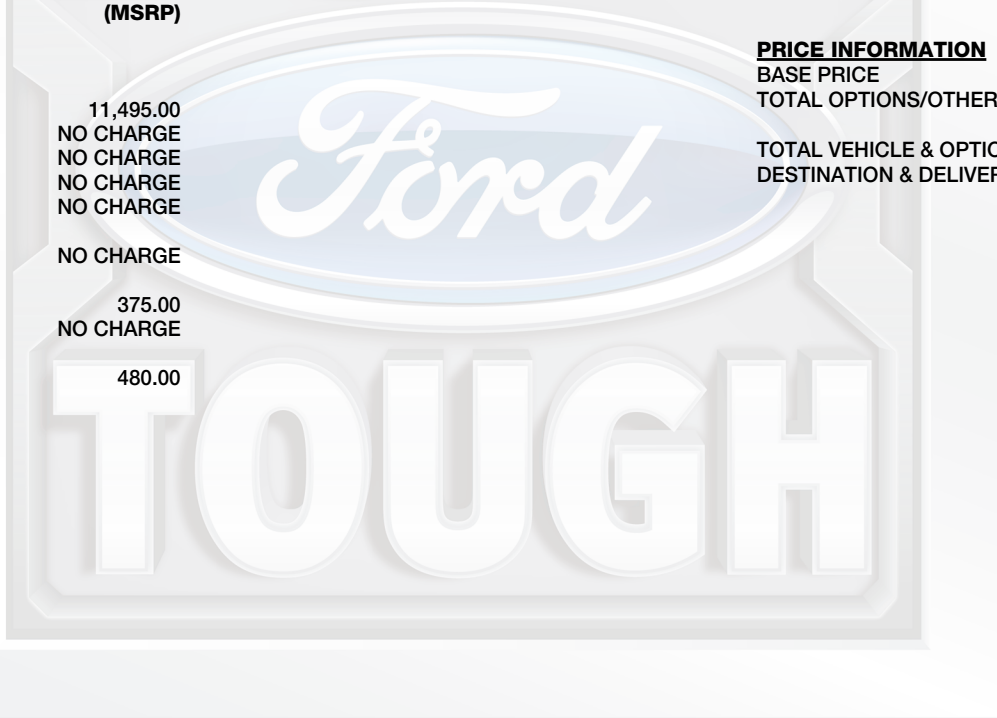 (MSRP)
11,495.00
NO CHARGE
NO CHARGE
NO CHARGE
NO CHARGE
NO CHARGE
375.00
NO CHARGE
480.00
PRICE INFORMATION
BASE PRICE
TOTAL OPTIONS/OTHER
TOTAL VEHICLE & OPTIO
DESTINATION & DELIVER
Ford
TOUGH